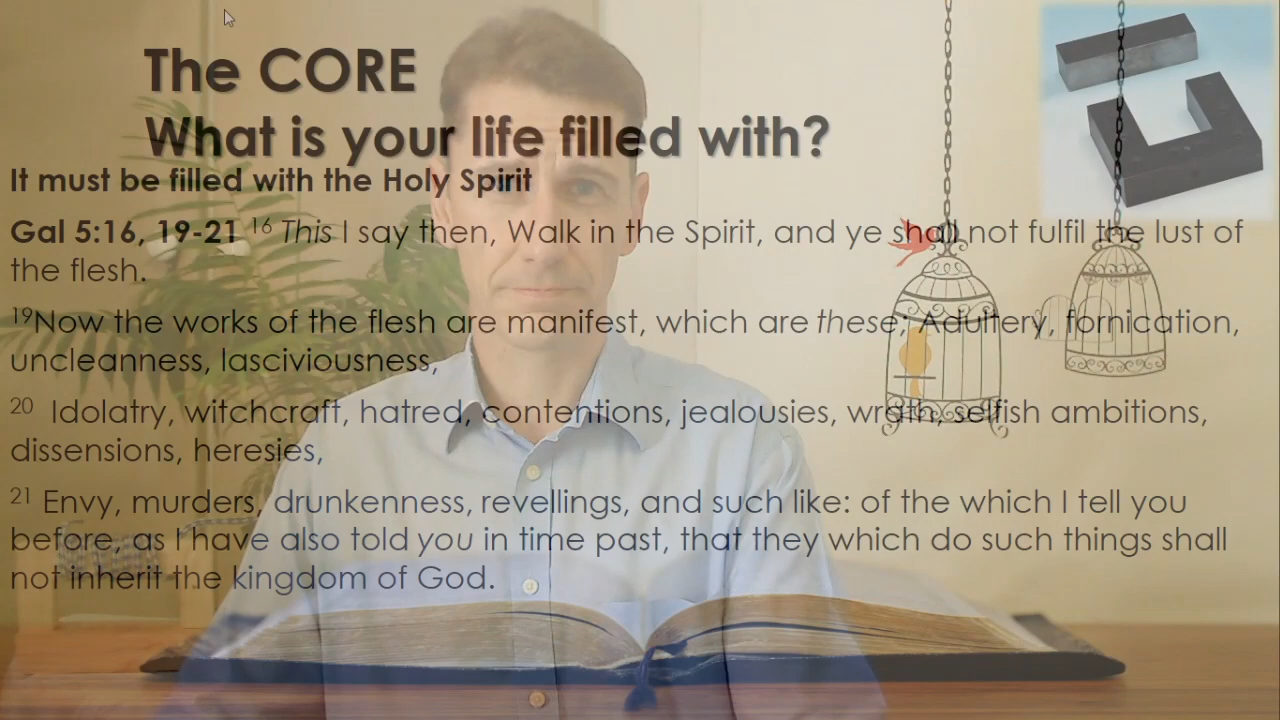 The CORE
What is your life filled with?
It must be filled with the Holy Spirit
Gal 5:16, 19-21 16 This I say then, Walk in the Spirit, and ye shall not fulfil the lust of
the flesh.
19Now the works of the flesh are manifest, which are these; Adultery, fornication,
uncleanness, lasciviousness,
20 Idolatry, witchcraft, hatred, contentions, jealousies, wrath, selfish ambitions,
dissensions, heresies,
21 Envy, murders, drunkenness, revellings, and such like: of the which I tell you
before, as I have also told you in time past, that they which do such things shall
not inherit the kingdom of God.